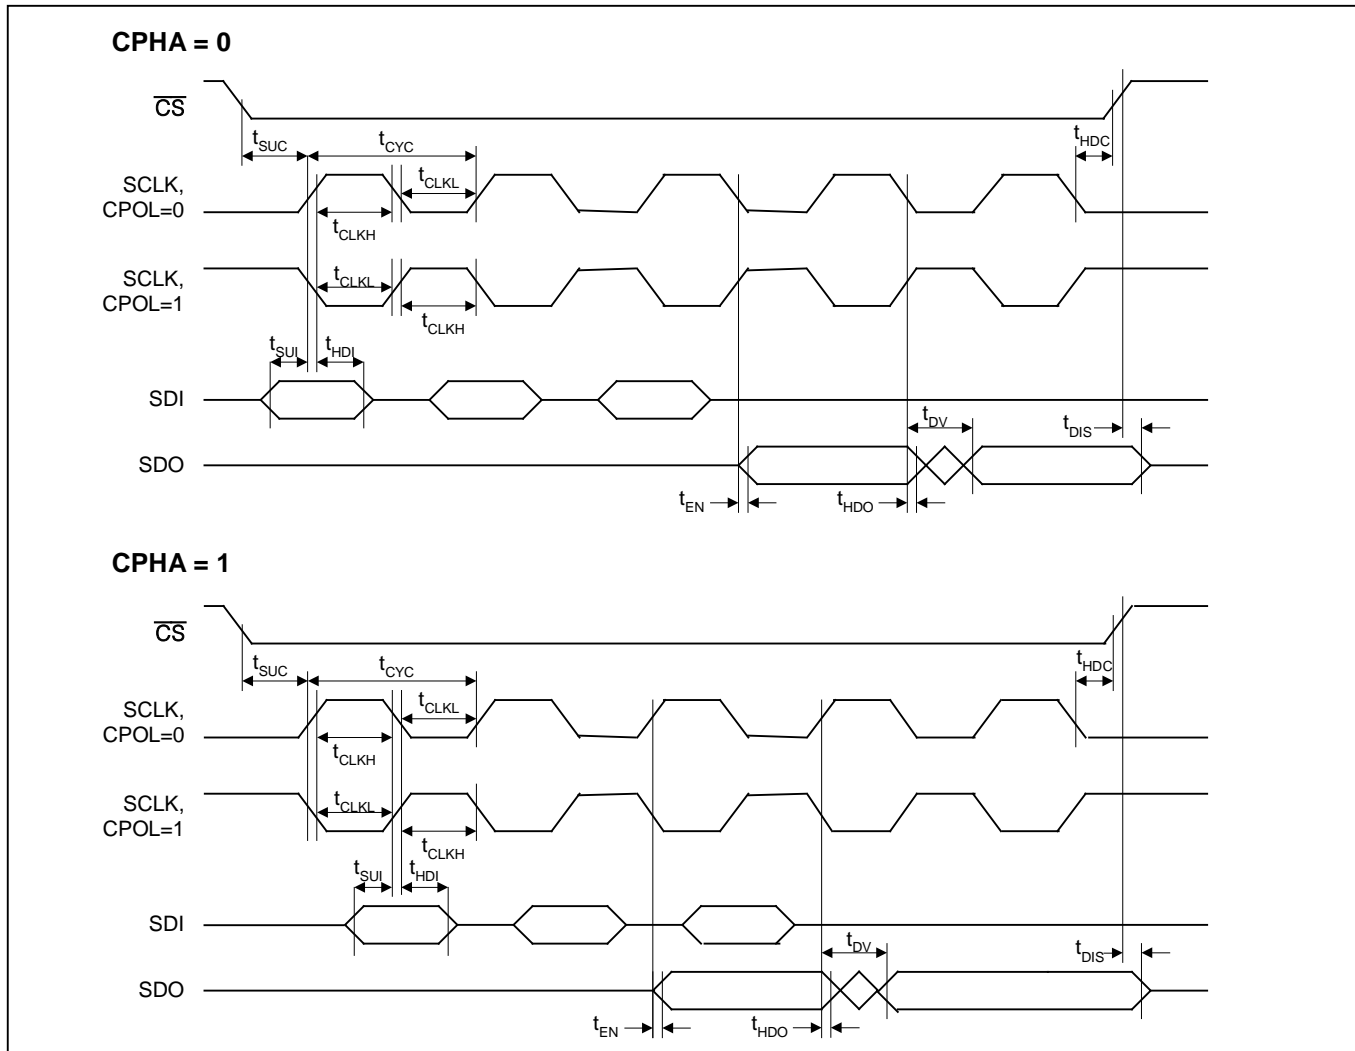 CPHA = 0
CS
tSUC
tCYC
tHDC
SCLK,
CPOL=0
tCLKL
tCLKH
SCLK,
CPOL=1
tCLKL
tCLKH
tSUI
tHDI
SDI
tDV
tDIS
SDO
tEN
tHDO
CPHA = 1
CS
tSUC
tCYC
tHDC
SCLK,
CPOL=0
tCLKL
tCLKH
SCLK,
CPOL=1
tCLKL
tCLKH
tSUI
tHDI
SDI
tDV
tDIS
SDO
tEN
tHDO